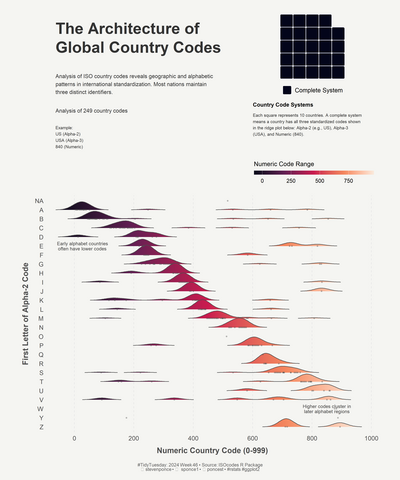 The Architecture of
Global Country Codes
Analysis of ISO country codes reveals geographic and alphabetic
patterns in international standardization. Most nations maintain
three distinct identifiers.
Analysis of 249 country codes
Example:
US (Alpha-2)
USA (Alpha-3)
840 (Numeric)
Complete System
Country Code Systems
Each square represents 10 countries. A complete system
means a country has all three standardized codes shown
in the ridge plot below: Alpha-2 (e.g., US), Alpha-3
(USA), and Numeric (840).
Numeric Code Range
0 250 500 750
First Letter of Alpha-2 Code
NA
A
B
C
D
E
F
G
H
I
J
K
L
M
N
O
P
Q
R
S
T
U
V
W
Y
Z
Early alphabet countries
often have lower codes
Higher codes cluster in
later alphabet regions
0 200 400 600 800 1000
Numeric Country Code (0-999)
#TidyTuesday: 2024 Week 46 • Source: ISOcodes R Package
stevenponce • poncest • #rstats #ggplot2